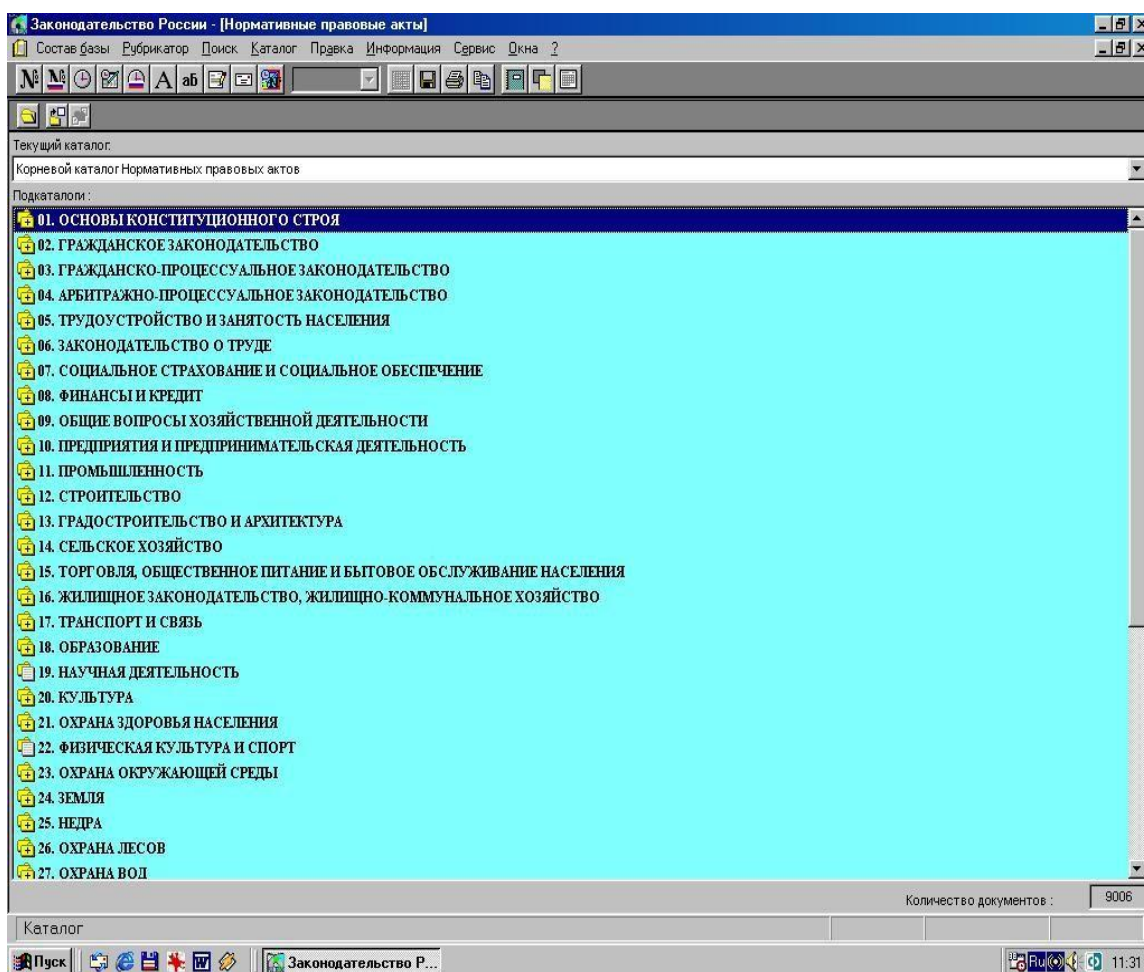 Законодательство России - [Нормативные правовые акты]
Состав базы Рубрикатор Поиск Каталог Правка Информация Сервис Окна ?
Текущий каталог:
Корневой каталог Нормативных правовых актов
Подкаталоги :
01. ОСНОВЫ КОНСТИТУЦИОННОГО СТРОЯ
02. ГРАЖДАНСКОЕ ЗАКОНОДАТЕЛЬСТВО
03. ГРАЖДАНСКО-ПРОЦЕССУАЛЬНОЕ ЗАКОНОДАТЕЛЬСТВО
04. АРБИТРАЖНО-ПРОЦЕССУАЛЬНОЕ ЗАКОНОДАТЕЛЬСТВО
05. ТРУДОУСТРОЙСТВО И ЗАНЯТОСТЬ НАСЕЛЕНИЯ
06. ЗАКОНОДАТЕЛЬСТВО О ТРУДЕ
07. СОЦИАЛЬНОЕ СТРАХОВАНИЕ И СОЦИАЛЬНОЕ ОБЕСПЕЧЕНИЕ
08. ФИНАНСЫ И КРЕДИТ
09. ОБЩИЕ ВОПРОСЫ ХОЗЯЙСТВЕННОЙ ДЕЯТЕЛЬНОСТИ
10. ПРЕДПРИЯТИЯ И ПРЕДПРИНИМАТЕЛЬСКАЯ ДЕЯТЕЛЬНОСТЬ
11. ПРОМЫШЛЕННОСТЬ
12. СТРОИТЕЛЬСТВО
13. ГРАДОСТРОИТЕЛЬСТВО И АРХИТЕКТУРА
14. СЕЛЬСКОЕ ХОЗЯЙСТВО
15. ТОРГОВЛЯ, ОБЩЕСТВЕННОЕ ПИТАНИЕ И БЫТОВОЕ ОБСЛУЖИВАНИЕ НАСЕЛЕНИЯ
16. ЖИЛИЩНОЕ ЗАКОНОДАТЕЛЬСТВО, ЖИЛИЩНО-КОММУНАЛЬНОЕ ХОЗЯЙСТВО
17. ТРАНСПОРТ И СВЯЗЬ
18. ОБРАЗОВАНИЕ
19. НАУЧНАЯ ДЕЯТЕЛЬНОСТЬ
20. КУЛЬТУРА
21. ОХРАНА ЗДОРОВЬЯ НАСЕЛЕНИЯ
22. ФИЗИЧЕСКАЯ КУЛЬТУРА И СПОРТ
23. ОХРАНА ОКРУЖАЮЩЕЙ СРЕДЫ
24. ЗЕМЛЯ
25. НЕДРА
26. ОХРАНА ЛЕСОВ
27. ОХРАНА ВОД
Количество документов : 9006
Каталог
Пуск Законодательство Р... Ru 11:31